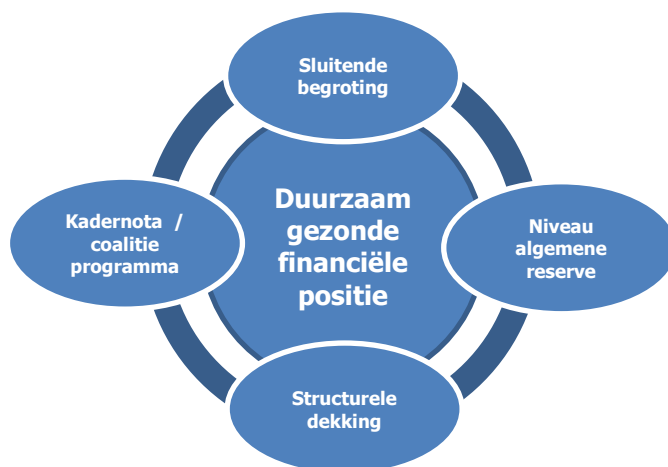 Sluitende
begroting
Kadernota /
coalitie
programma
Duurzaam
gezonde
financiële
positie
Niveau
algemene
reserve
Structurele
dekking